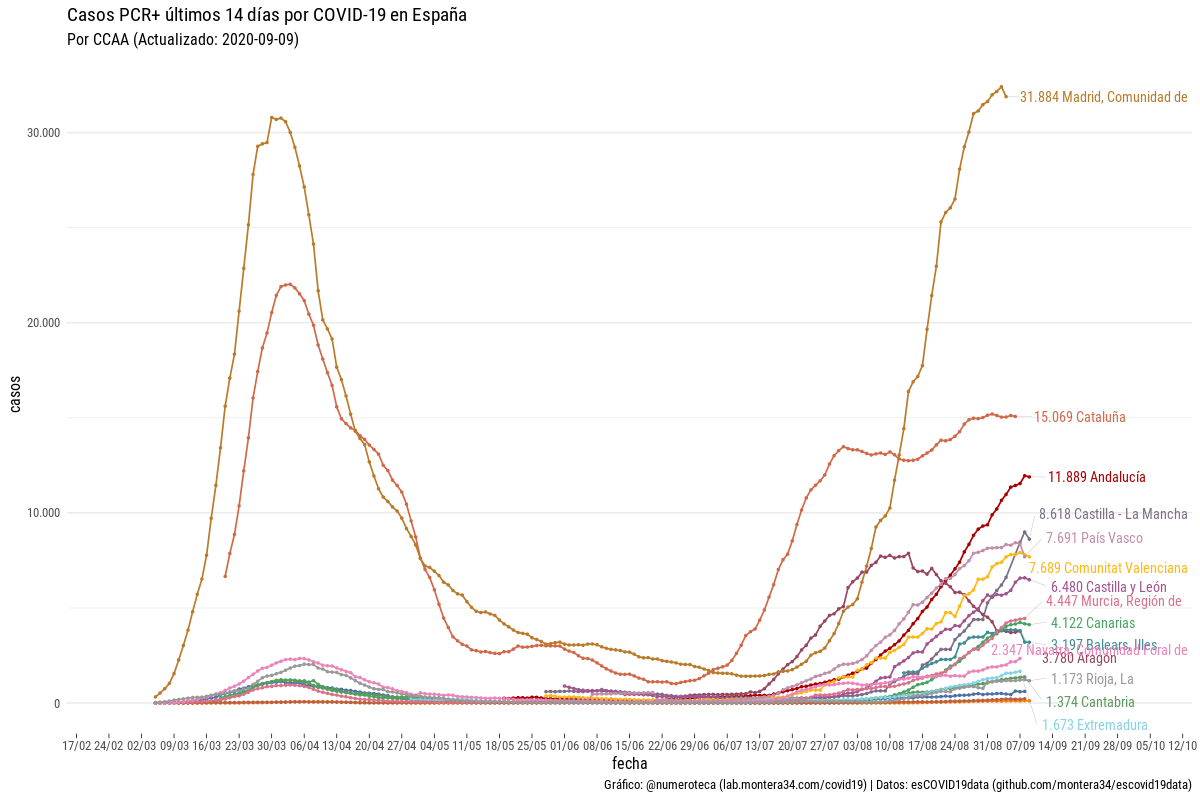 Casos PCR+ últimos 14 días por COVID-19 en España
Por CCAA (Actualizado: 2020-09-09)
31.884 Madrid, Comunidad de
30.000
20.000
15.069 Cataluña
casos
11.889 Andalucía
10.000
8.618 Castilla - La Mancha
7.691 País Vasco
7.689 Comunitat Valenciana
6.480 Castilla y León
4.447 Murcia, Región de
4.122 Canarias
3.197 Balears, Illes
2.347 Navarra, Comunidad Foral de
3.780 Aragón
1.173 Rioja, La
1.374 Cantabria
0
1.673 Extremadura
17/02 24/02 02/03 09/03 16/03 23/03 30/03 06/04 13/04 20/04 27/04 04/05 11/05 18/05 25/05 01/06 08/06 15/06 22/06 29/06 06/07 13/07 20/07 27/07 03/08 10/08 17/08 24/08 31/08 07/09 14/09 21/09 28/09 05/10 12/10
fecha
Gráfico: @numeroteca (lab.montera34.com/covid19) | Datos: esCOVID19data (github.com/montera34/escovid19data)